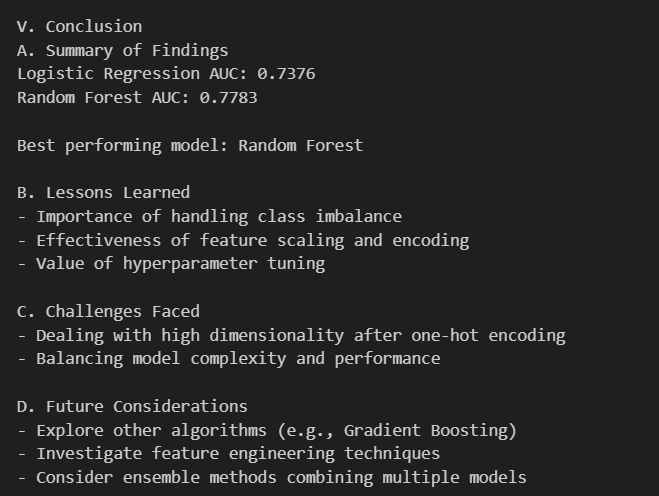 V. Conclusion
A. Summary of Findings
Logistic Regression AUC: 0.7376
Random Forest AUC: 0.7783
Best performing model: Random Forest
B. Lessons Learned
- Importance of handling class imbalance
- Effectiveness of feature scaling and encoding
- Value of hyperparameter tuning
C. Challenges Faced
- Dealing with high dimensionality after one-hot encoding
- Balancing model complexity and performance
D. Future Considerations
- Explore other algorithms (e.g., Gradient Boosting)
- Investigate feature engineering techniques
- Consider ensemble methods combining multiple models